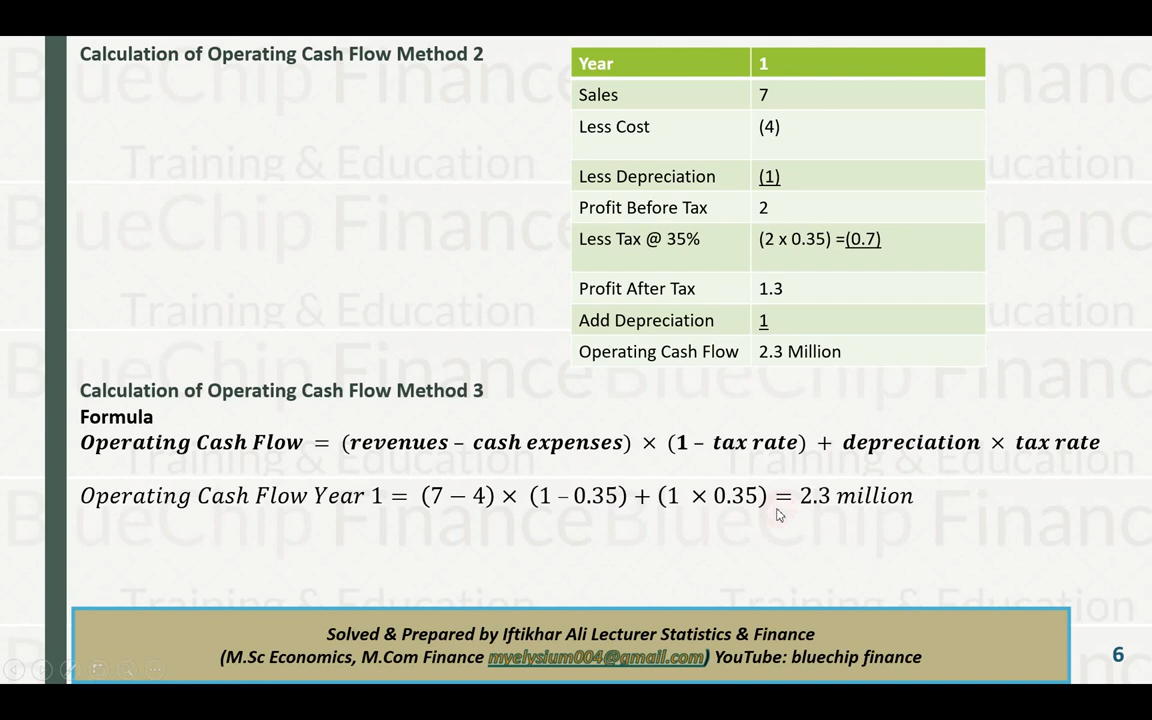 Calculation of Operating Cash Flow Method 2
Year 1
Sales 7
Less Cost (4)
Less Depreciation (1)
Profit Before Tax 2
Less Tax @ 35% (2 x 0.35) =(0.7)
Profit After Tax 1.3
Add Depreciation 1
Operating Cash Flow 2.3 Million
Calculation of Operating Cash Flow Method 3
Formula
Operating Cash Flow = (revenues – cash expenses) × (1 – tax rate) + depreciation × tax rate
Operating Cash Flow Year 1 = (7 − 4) × (1 – 0.35) + (1 × 0.35) = 2.3 million
Solved & Prepared by Iftikhar Ali Lecturer Statistics & Finance
(M.Sc Economics, M.Com Finance myelysium004@gmail.com) YouTube: bluechip finance
6
BlueChip Finance
Training & Education